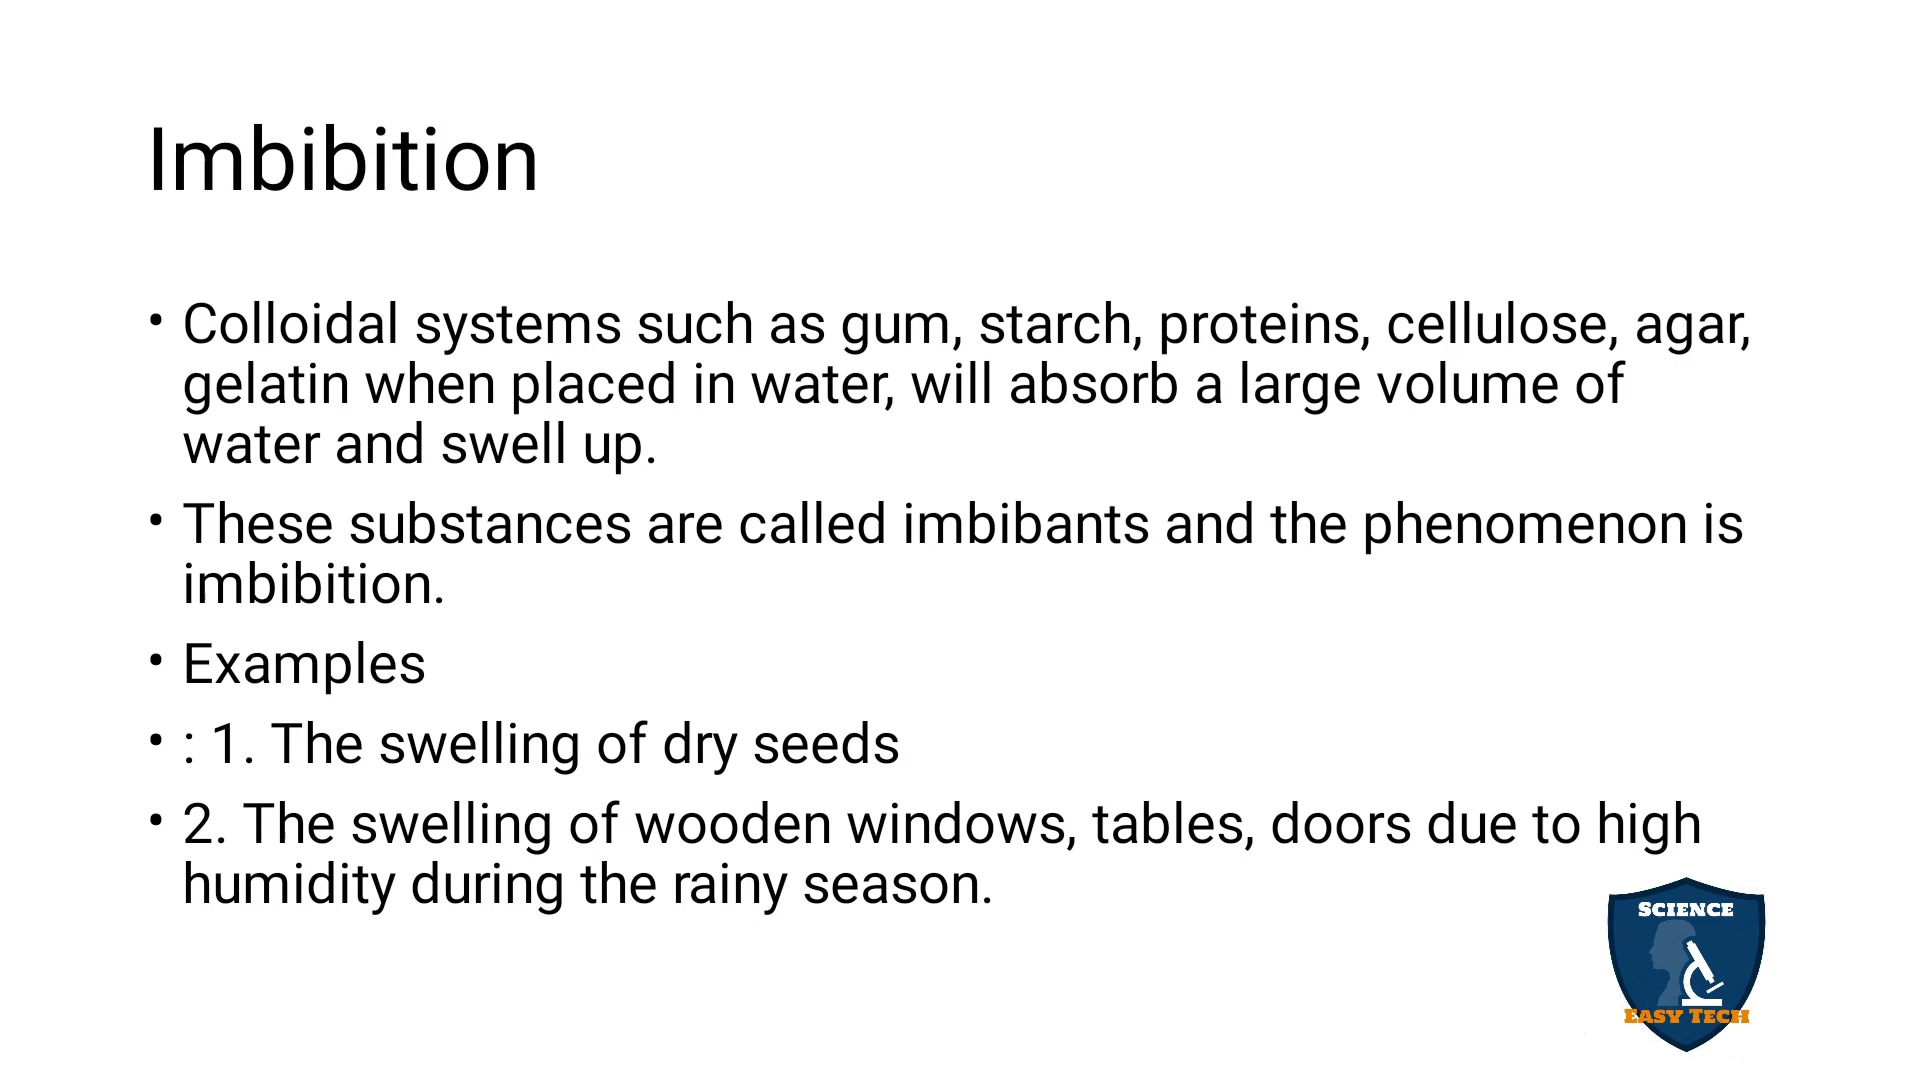 Imbibition
• Colloidal systems such as gum, starch, proteins, cellulose, agar,
gelatin when placed in water, will absorb a large volume of
water and swell up.
• These substances are called imbibants and the phenomenon is
imbibition.
• Examples
• : 1. The swelling of dry seeds
• 2. The swelling of wooden windows, tables, doors due to high
humidity during the rainy season.
SCIENCE
EASY TECH